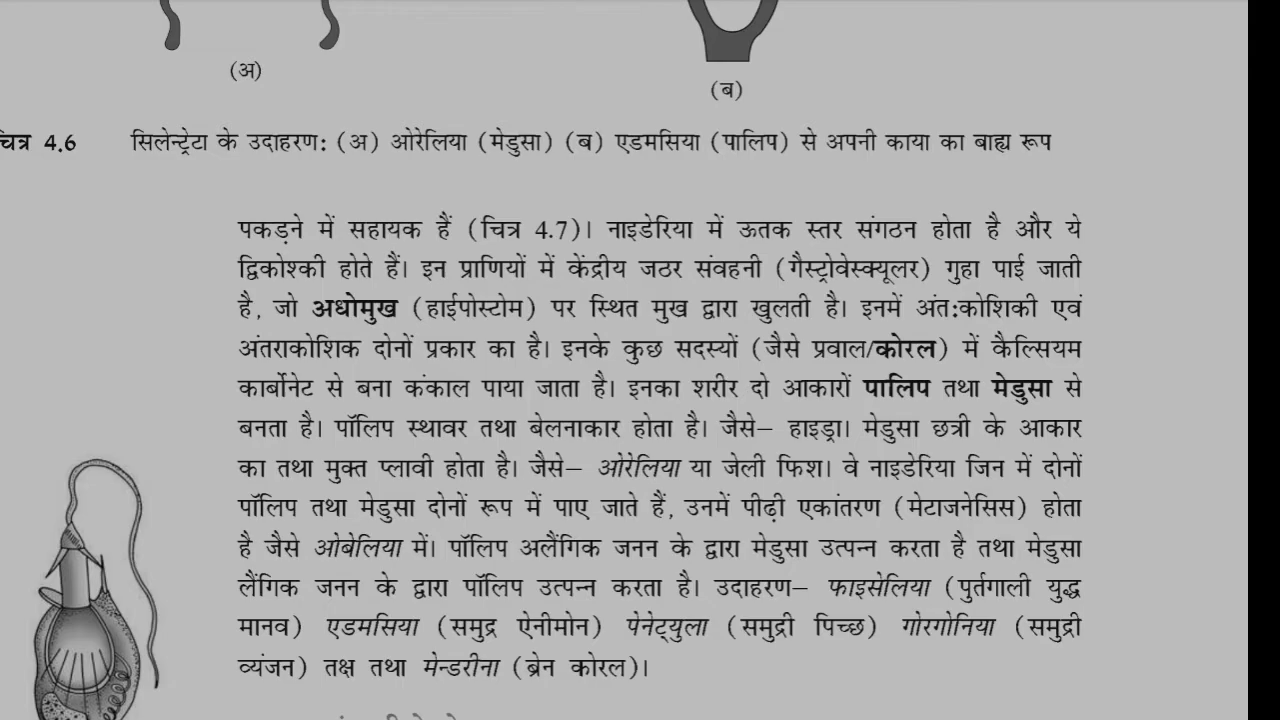 (अ)
(ब)
चित्र 4.6 सिलेन्ट्रेटा के उदाहरण: (अ) ओरेलिया (मेडुसा) (ब) एडमसिया (पालिप) से अपनी काया का बाह्य रूप
पकड़ने में सहायक हैं (चित्र 4.7)। नाइडेरिया में ऊतक स्तर संगठन होता है और ये
द्विकोश्की होते हैं। इन प्राणियों में केंद्रीय जठर संवहनी (गैस्ट्रोवेस्क्यूलर) गुहा पाई जाती
है, जो अधोमुख (हाईपोस्टोम) पर स्थित मुख द्वारा खुलती है। इनमें अंत:कोशिकी एवं
अंतराकोशिक दोनों प्रकार का है। इनके कुछ सदस्यों (जैसे प्रवाल/कोरल) में कैल्सियम
कार्बोनेट से बना कंकाल पाया जाता है। इनका शरीर दो आकारों पालिप तथा मेडुसा से
बनता है। पॉलिप स्थावर तथा बेलनाकार होता है। जैसे– हाइड्रा। मेडुसा छत्री के आकार
का तथा मुक्त प्लावी होता है। जैसे– ओरेलिया या जेली फिश। वे नाइडेरिया जिन में दोनों
पॉलिप तथा मेडुसा दोनों रूप में पाए जाते हैं, उनमें पीढ़ी एकांतरण (मेटाजनेसिस) होता
है जैसे ओबेलिया में। पॉलिप अलैंगिक जनन के द्वारा मेडुसा उत्पन्न करता है तथा मेडुसा
लैंगिक जनन के द्वारा पॉलिप उत्पन्न करता है। उदाहरण– फाइसेलिया (पुर्तगाली युद्ध
मानव) एडमसिया (समुद्र ऐनीमोन) पेनेट्युला (समुद्री पिच्छ) गोरगोनिया (समुद्री
व्यंजन) तक्ष तथा मेन्डरीना (ब्रेन कोरल)।